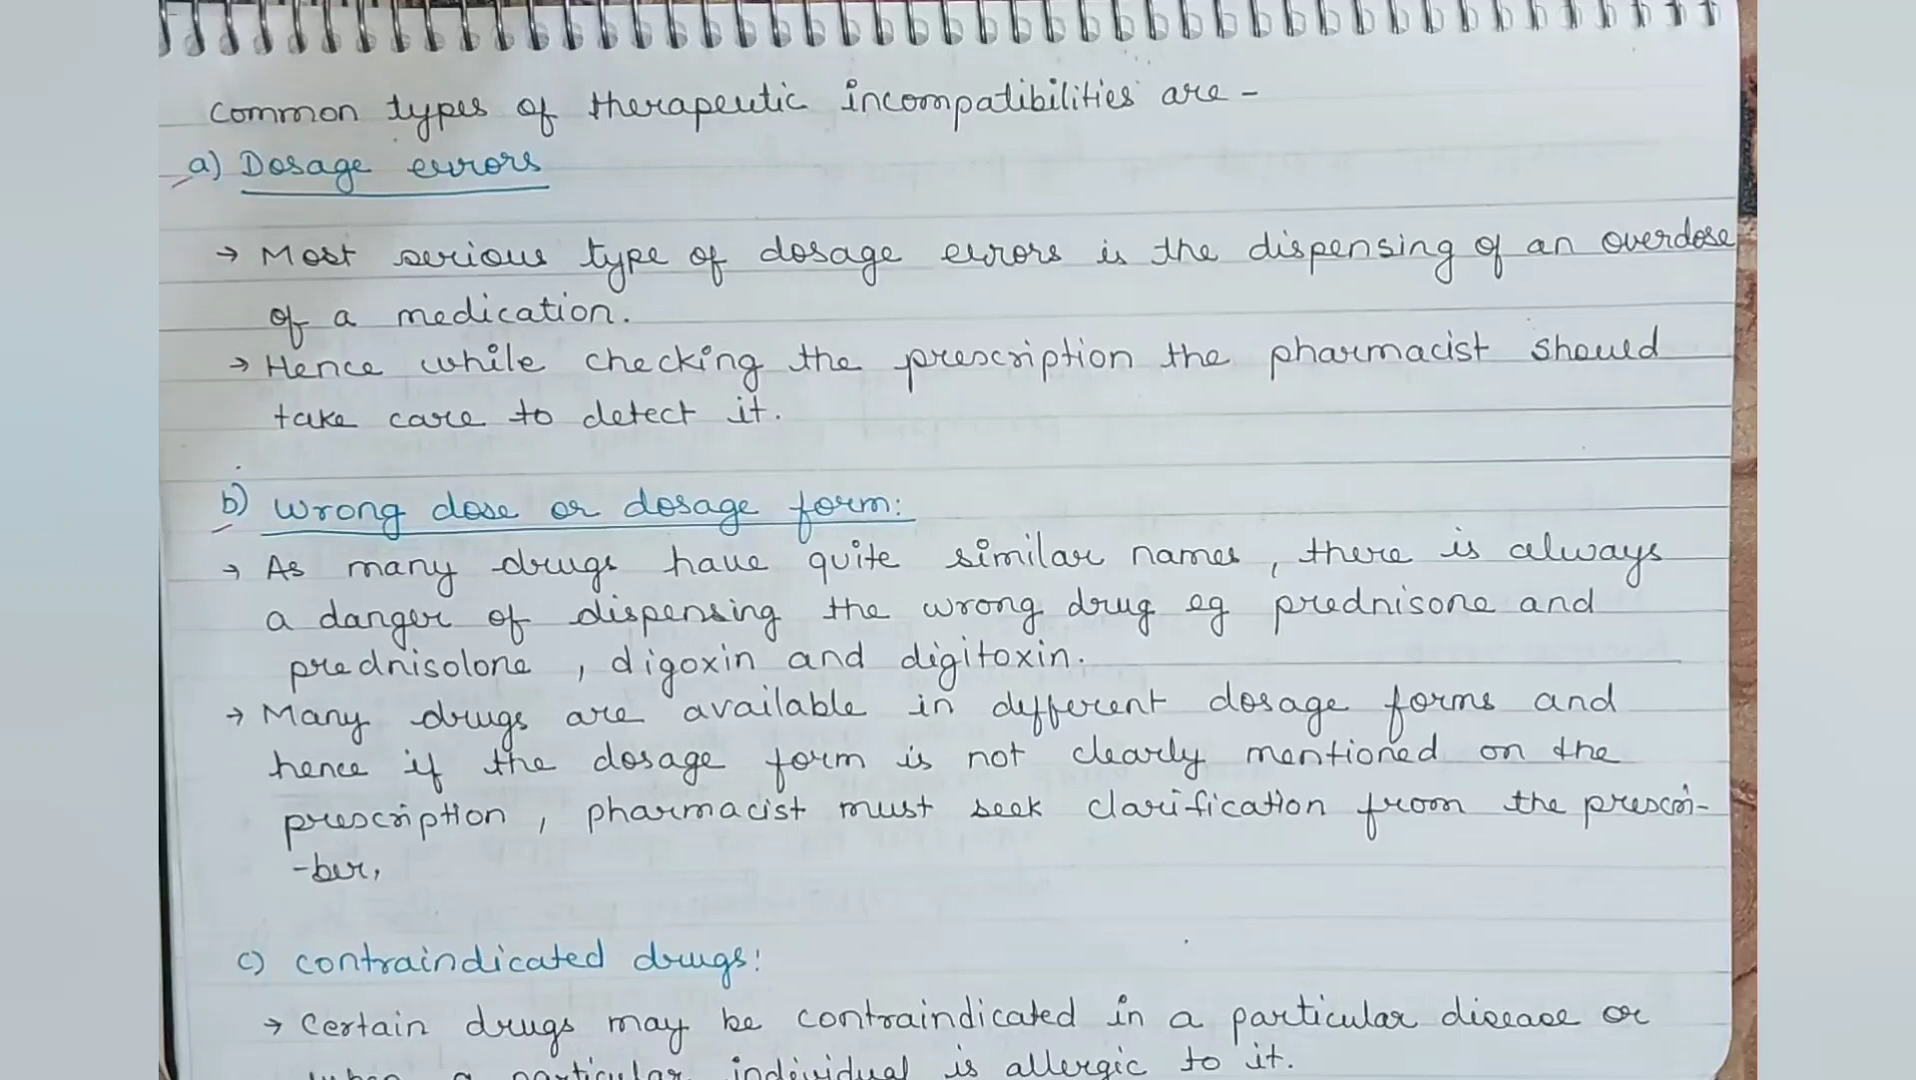 Common types of therapeutic incompatibilities are -
a) Dosage errors
→ Most serious type of dosage errors is the dispensing of an overdose
of a medication.
→ Hence while checking the prescription the pharmacist should
take care to detect it.
b) Wrong dose or dosage form:
→ As many drugs have quite similar names, there is always
a danger of dispensing the wrong drug eg prednisone and
prednisolone, digoxin and digitoxin.
→ Many drugs are available in different dosage forms and
hence if the dosage form is not clearly mentioned on the
prescription, pharmacist must seek clarification from the prescri-
-ber,
c) contraindicated drugs:
→ Certain drugs may be contraindicated in a particular disease or
when a particular individual is allergic to it.